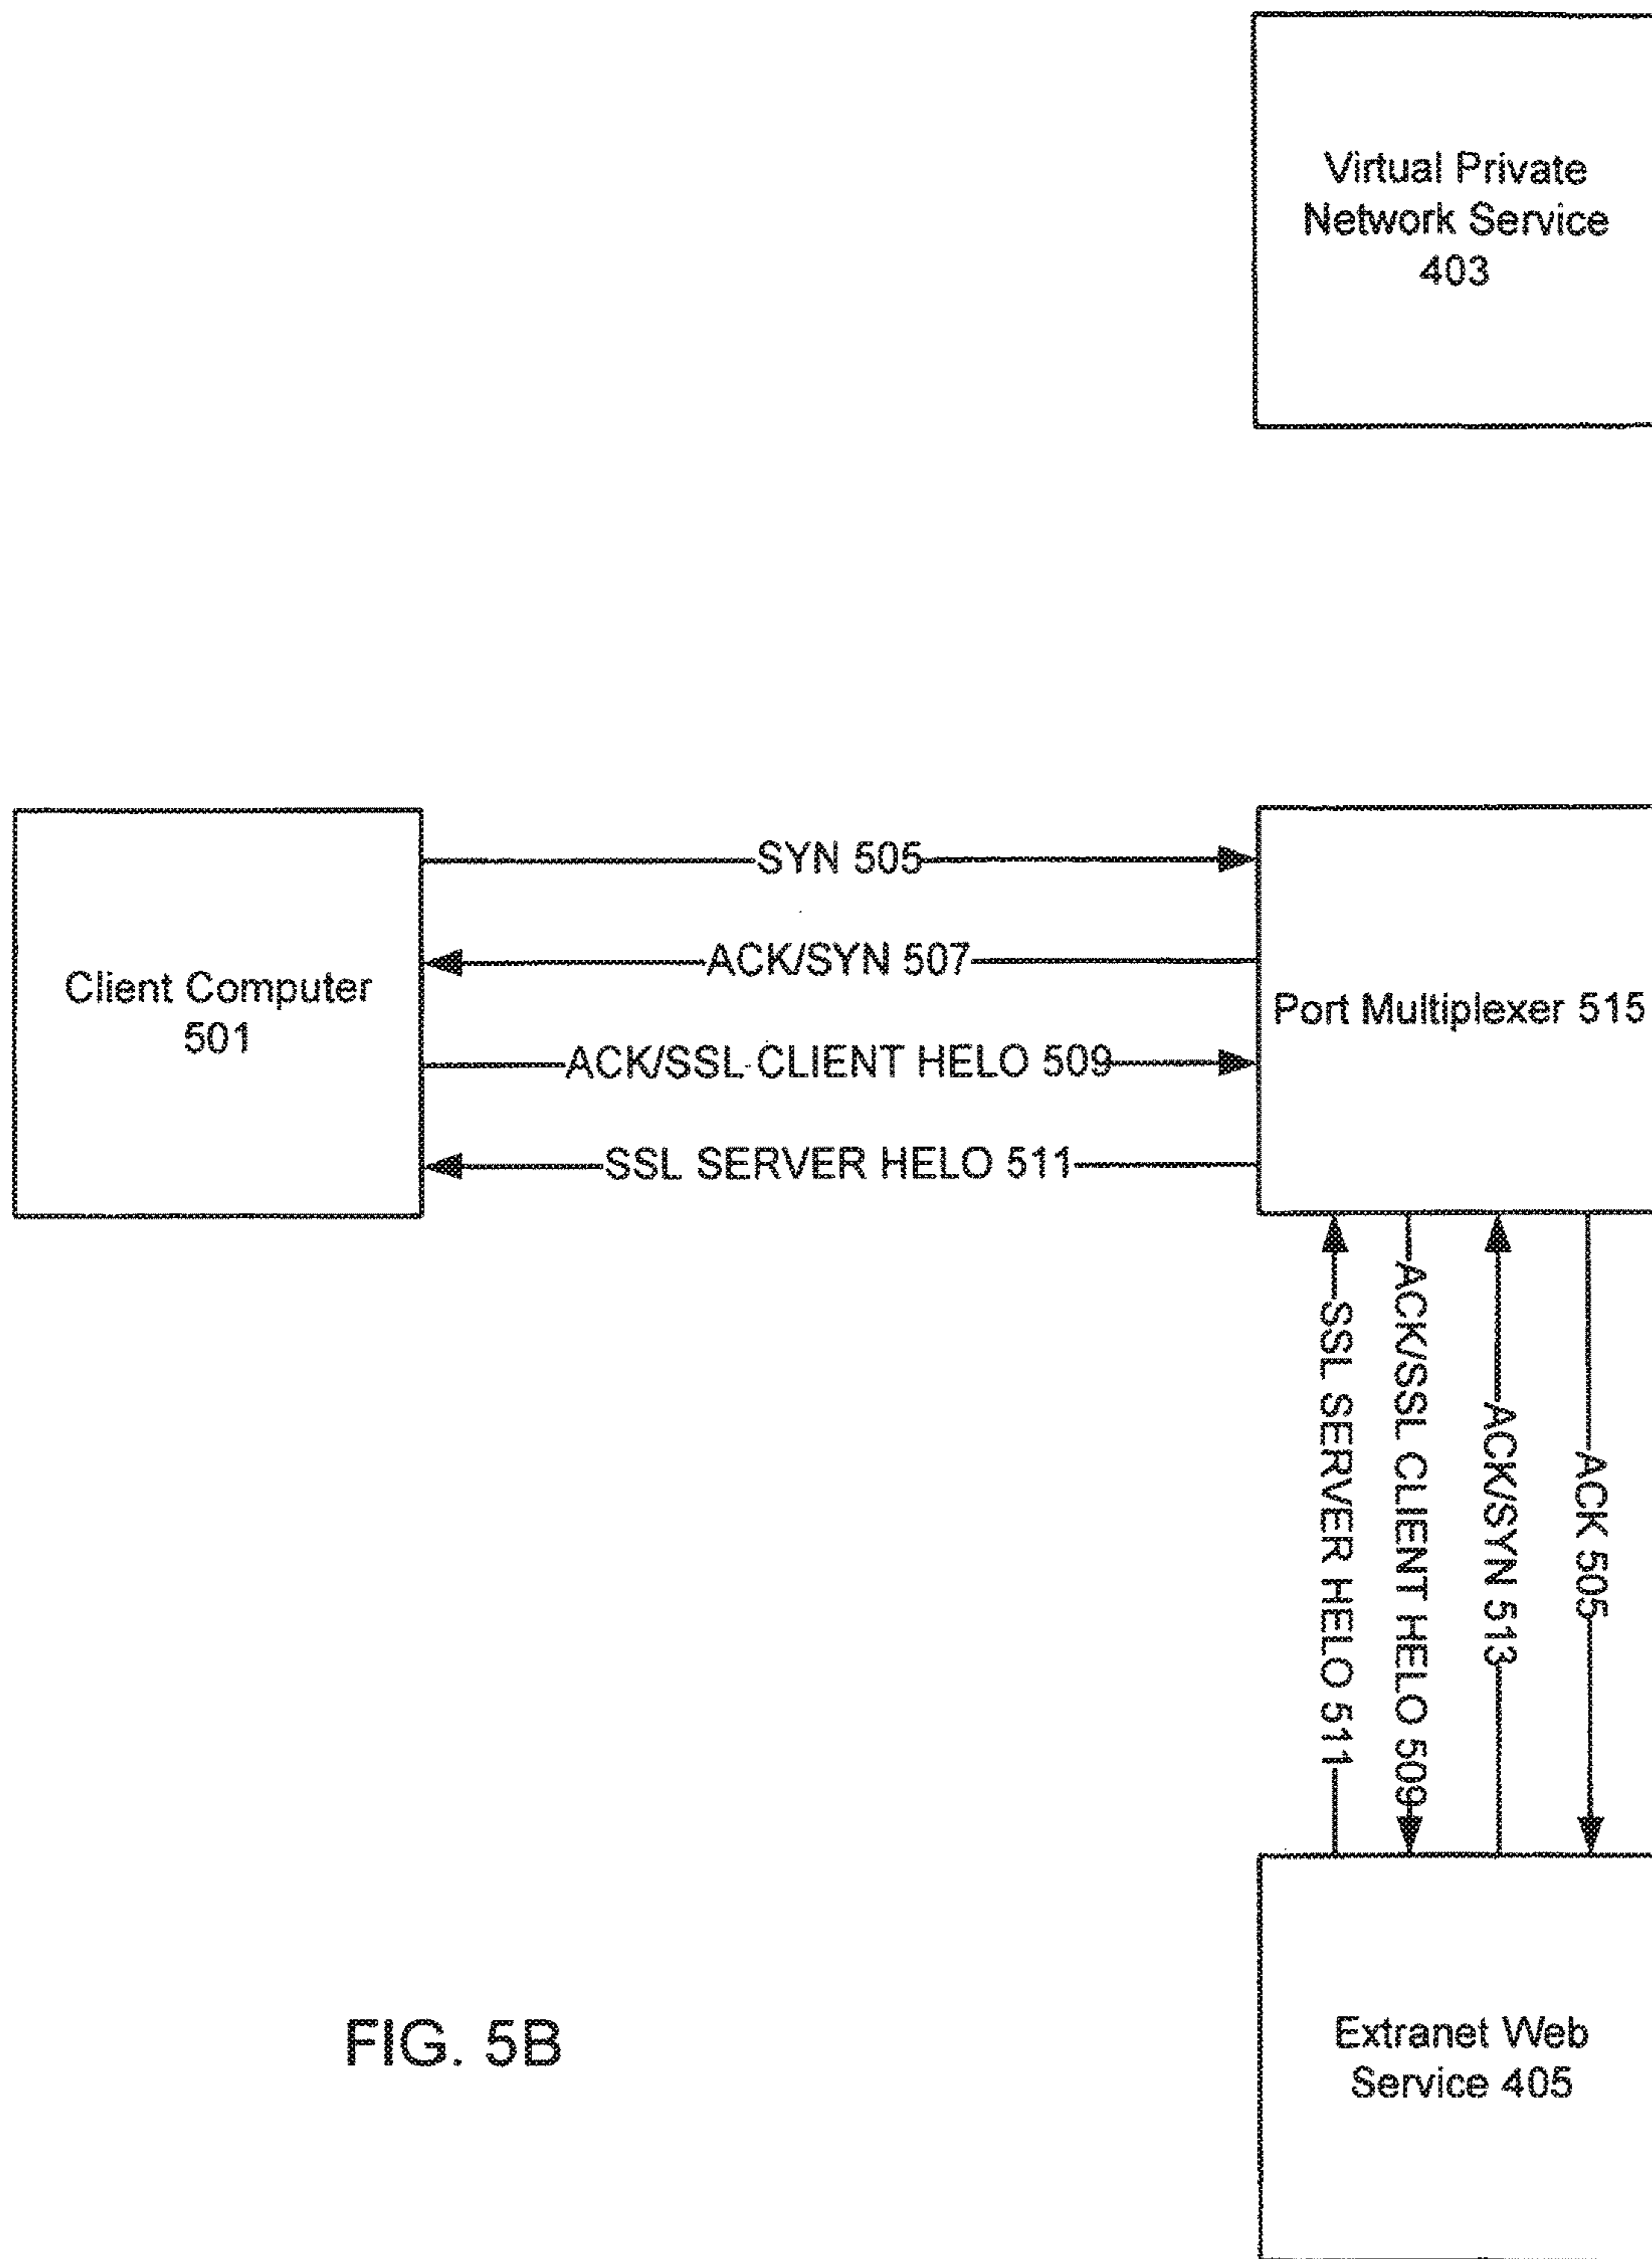 Virtual Private
Network Service
403
SYN 505
ACK/SYN 507
Client Computer
501
Port Multiplexer 515
ACK/SSL CLIENT HELO 509
SSL SERVER HELO 511
SSL SERVER HELO 511
ACK/SSL CLIENT HELO 509
ACK/SYN 513
ACK 505
Extranet Web
Service 405
FIG. 5B